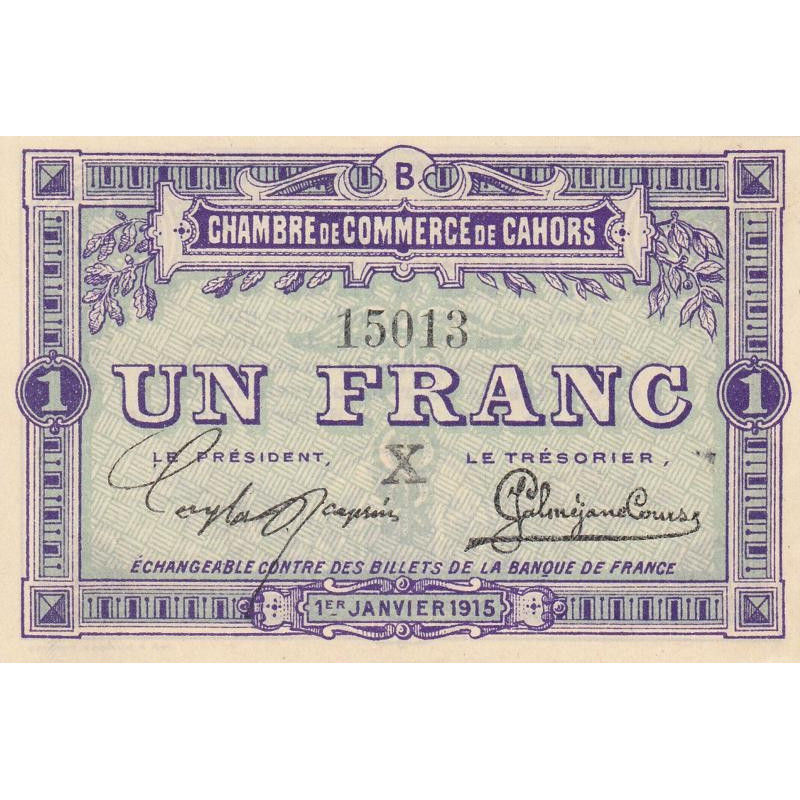 B
CHAMBRE DE COMMERCE DE CAHORS
15013
1 UN FRANC 1
LE PRÉSIDENT, X LE TRÉSORIER,
ÉCHANGEABLE CONTRE DES BILLETS DE LA BANQUE DE FRANCE
1ER JANVIER 1915